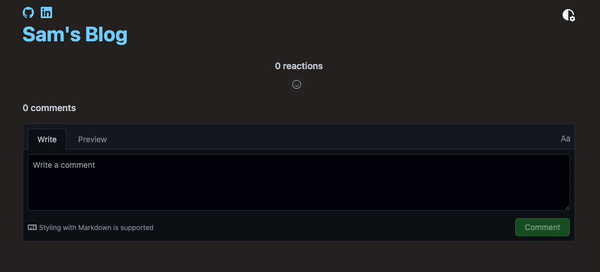 Sam's Blog
0 reactions
0 comments
Write Preview Aa
Write a comment
Styling with Markdown is supported Comment